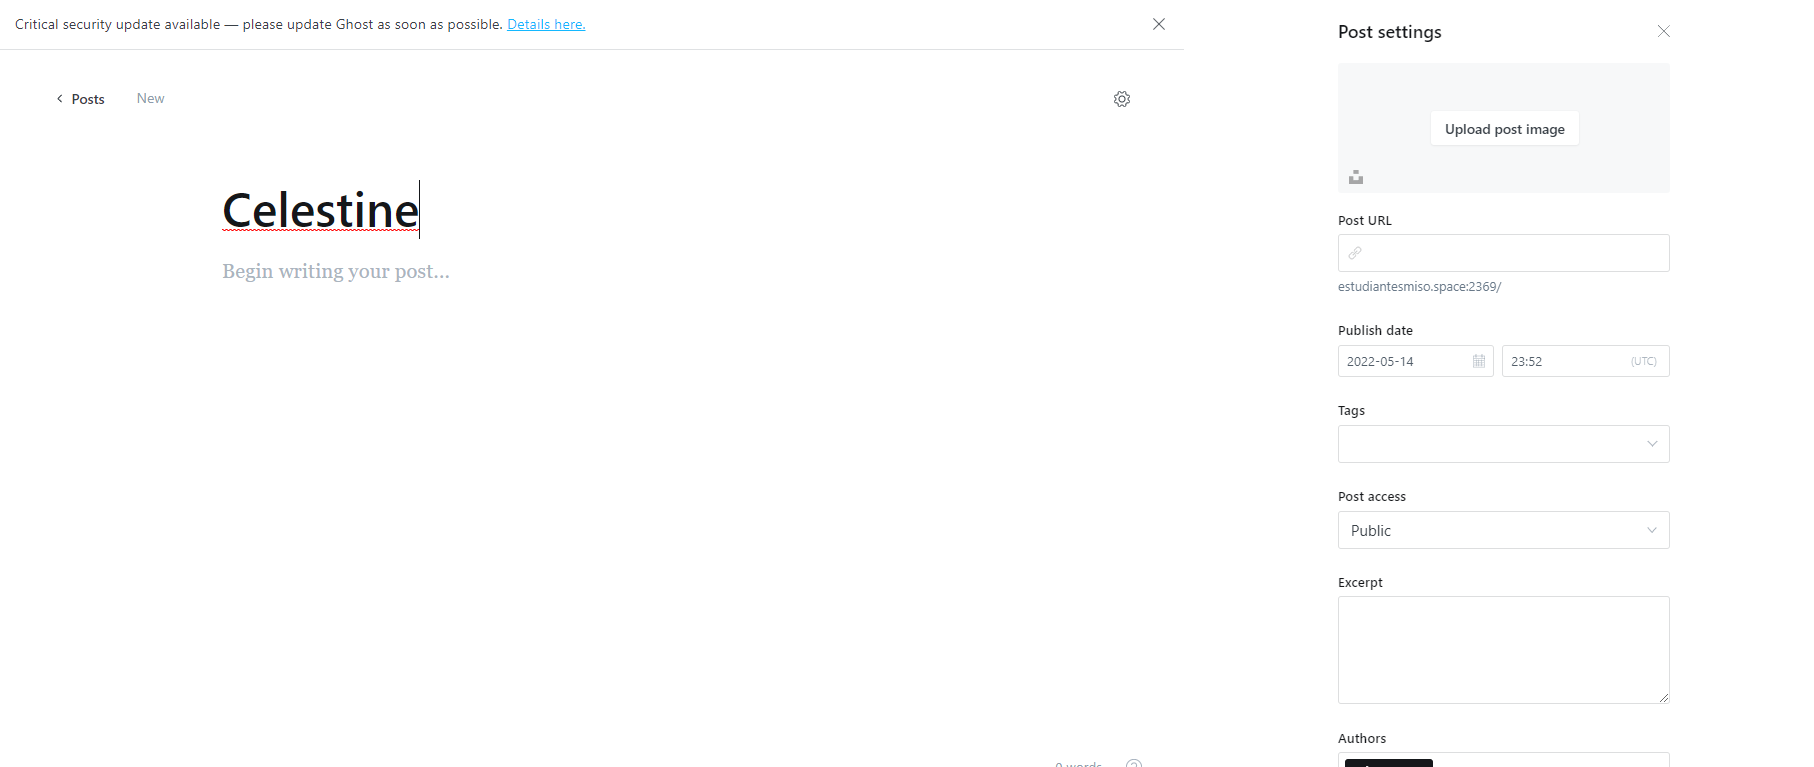 Critical security update available — please update Ghost as soon as possible. Details here.
Posts
New
Celestine
Begin writing your post...
0 words
Post settings
Upload post image
Post URL
estudiantesmiso.space:2369/
Publish date
2022-05-14
23:52
(UTC)
Tags
Post access
Public
Excerpt
Authors